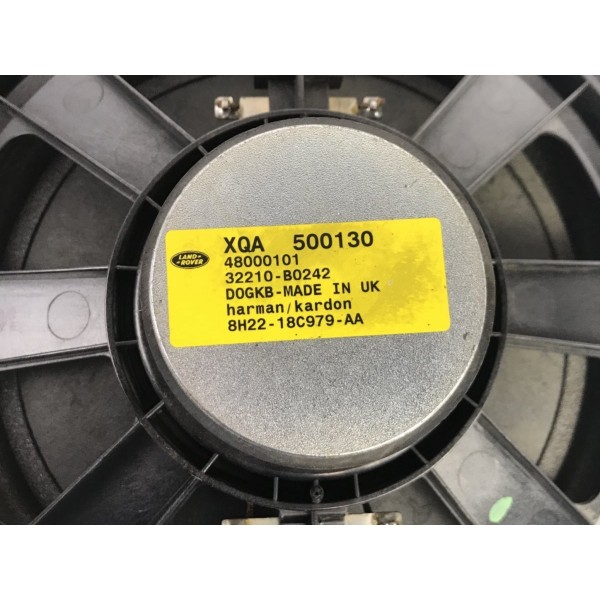 LAND-
-ROVER
XQA 500130
48000101
32210-B0242
DOGKB-MADE IN UK
harman/kardon
8H22-18C979-AA